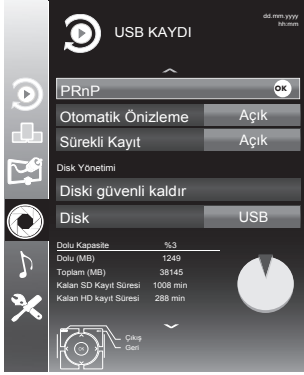 USB KAYDI
dd.mm.yyyy
hh:mm
PRnP OK
Otomatik Önizleme Açık
Sürekli Kayıt Açık
Disk Yönetimi
Diski güvenli kaldır
Disk USB
Dolu Kapasite %3
Dolu (MB) 1249
Toplam (MB) 38145
Kalan SD Kayıt Süresi 1008 min
Kalan HD kayıt Süresi 288 min
Çıkış
OK
Geri